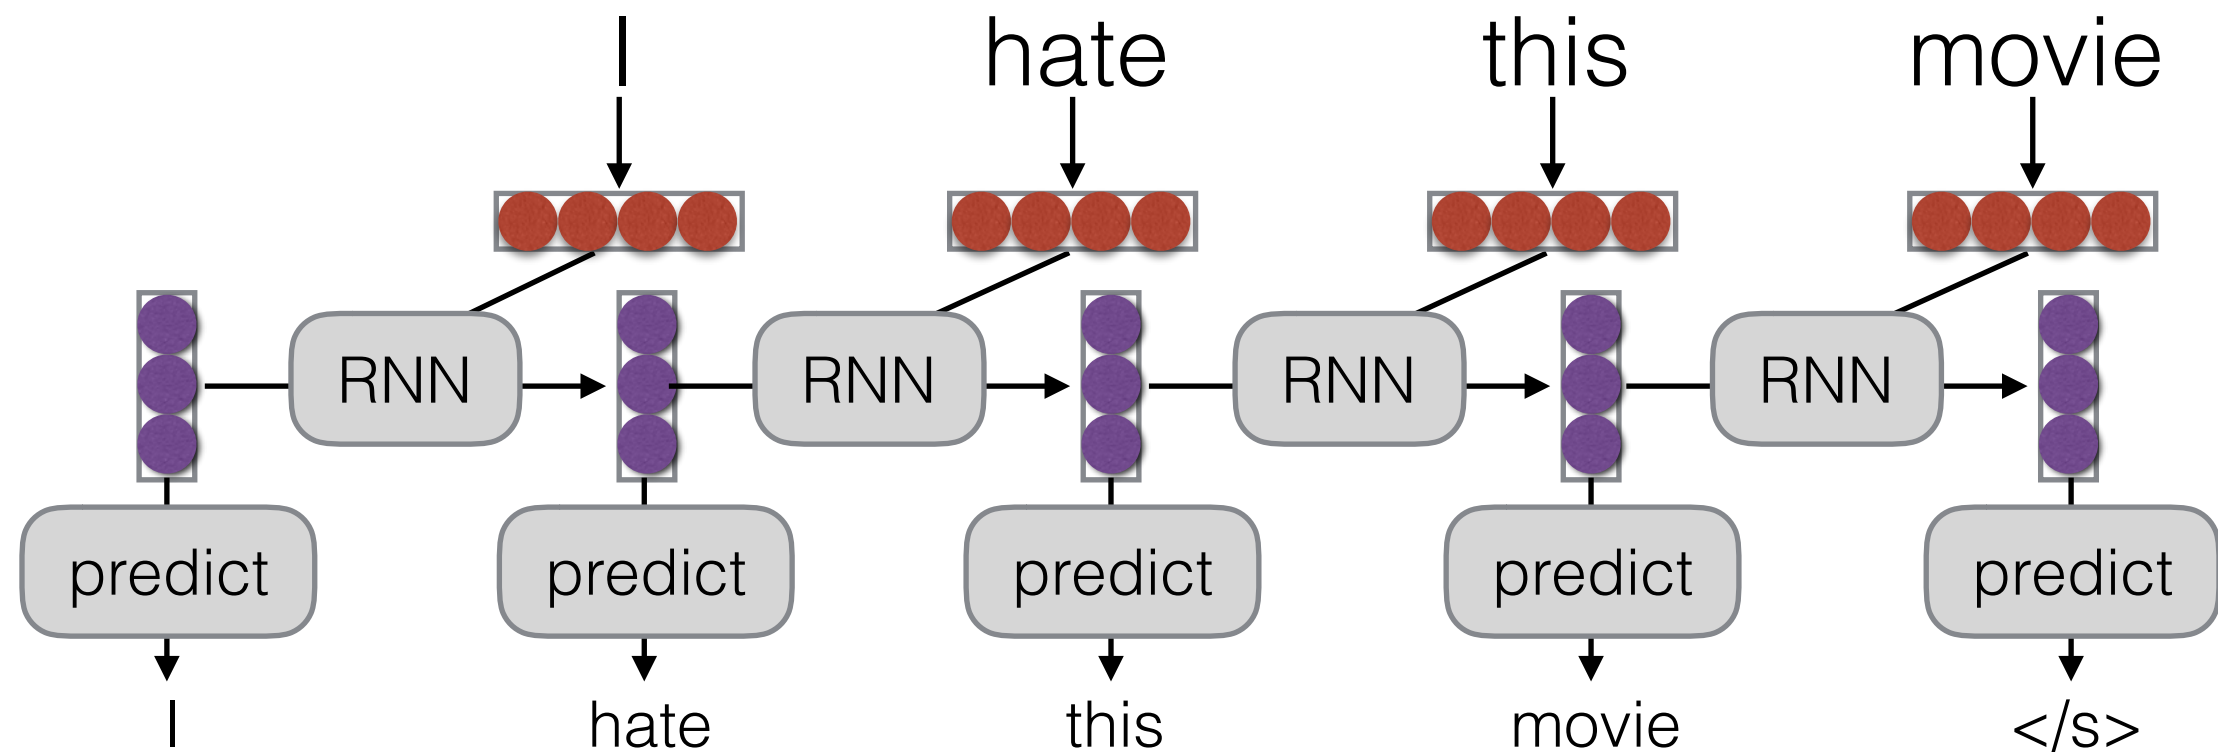 I hate this movie
RNN RNN RNN RNN
predict predict predict predict predict
I hate this movie </s>